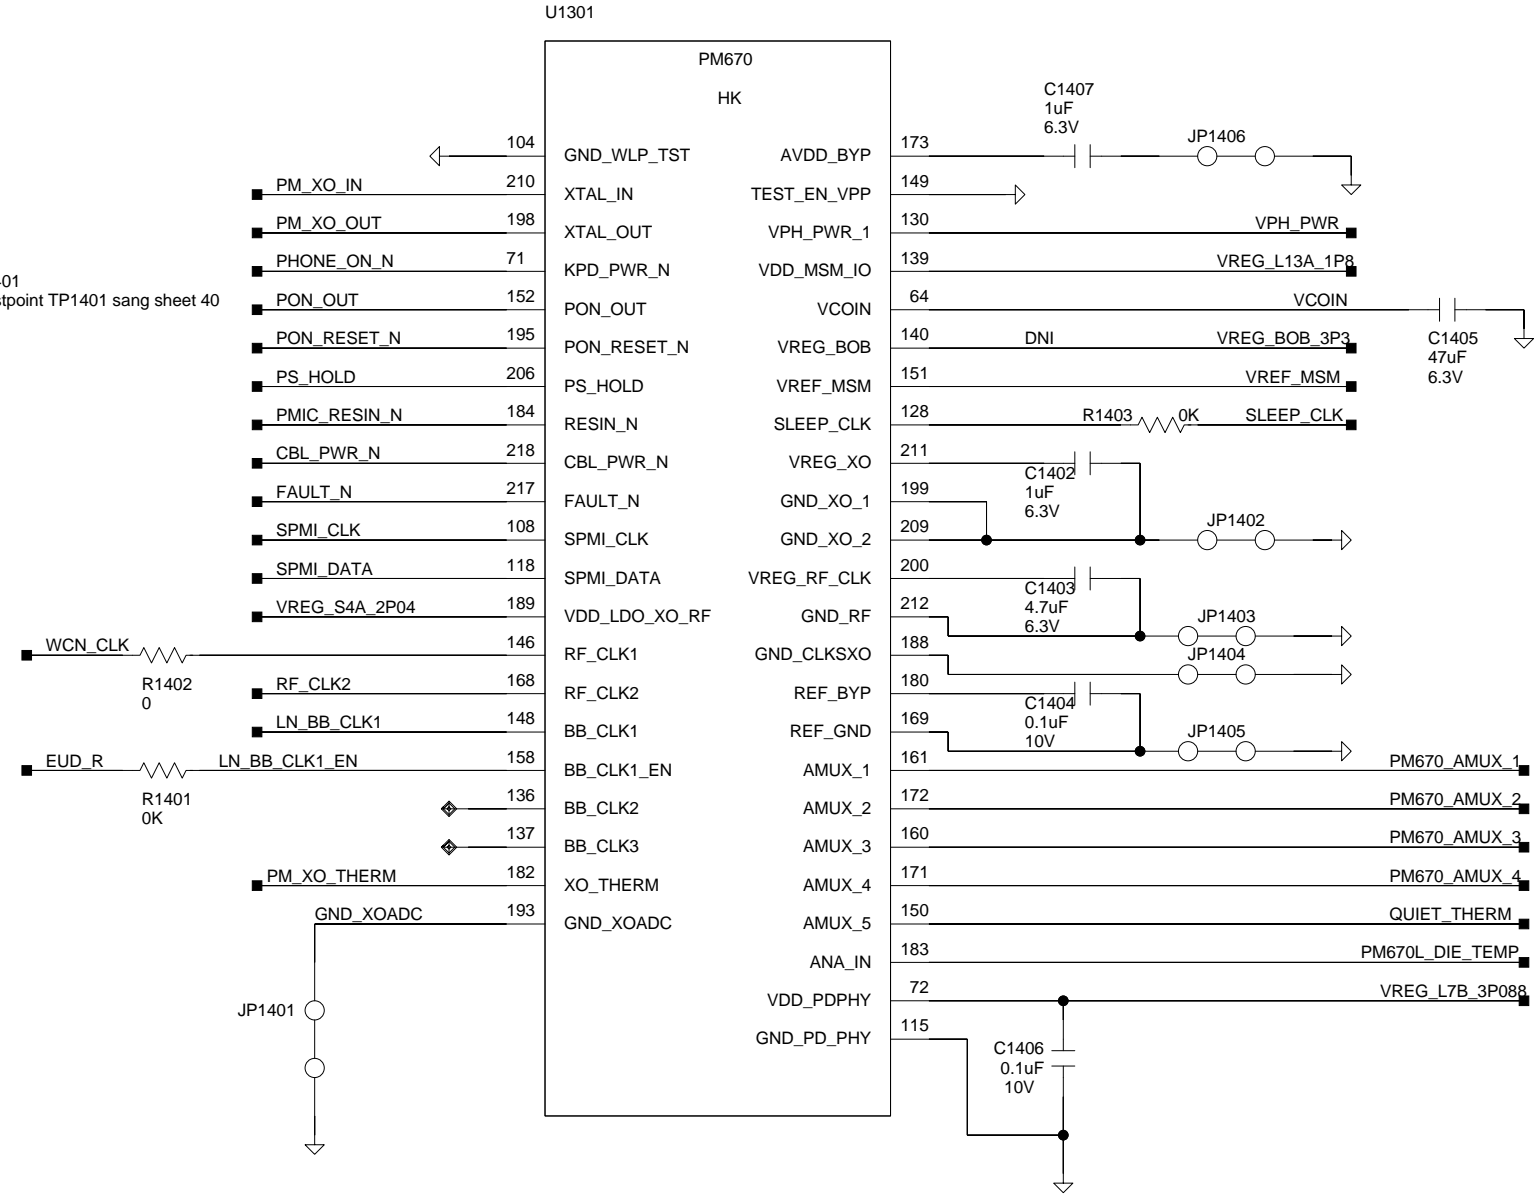 U1301
PM670
HK
C1407
1uF
6.3V
JP1406
104 GND_WLP_TST AVDD_BYP 173
PM_XO_IN 210 XTAL_IN TEST_EN_VPP 149
PM_XO_OUT 198 XTAL_OUT VPH_PWR_1 130 VPH_PWR
PHONE_ON_N 71 KPD_PWR_N VDD_MSM_IO 139 VREG_L13A_1P8
01
tpoint TP1401 sang sheet 40
PON_OUT 152 PON_OUT VCOIN 64 VCOIN
C1405
47uF
6.3V
PON_RESET_N 195 PON_RESET_N VREG_BOB 140 DNI VREG_BOB_3P3
PS_HOLD 206 PS_HOLD VREF_MSM 151 VREF_MSM
PMIC_RESIN_N 184 RESIN_N SLEEP_CLK 128 R1403 0K SLEEP_CLK
CBL_PWR_N 218 CBL_PWR_N VREG_XO 211
C1402
1uF
6.3V
FAULT_N 217 FAULT_N GND_XO_1 199
SPMI_CLK 108 SPMI_CLK GND_XO_2 209 JP1402
SPMI_DATA 118 SPMI_DATA VREG_RF_CLK 200
C1403
4.7uF
6.3V
VREG_S4A_2P04 189 VDD_LDO_XO_RF GND_RF 212 JP1403
WCN_CLK 146 RF_CLK1 GND_CLKSXO 188 JP1404
R1402
0
RF_CLK2 168 RF_CLK2 REF_BYP 180
C1404
0.1uF
10V
LN_BB_CLK1 148 BB_CLK1 REF_GND 169 JP1405
EUD_R LN_BB_CLK1_EN 158 BB_CLK1_EN AMUX_1 161 PM670_AMUX_1
R1401
0K
136 BB_CLK2 AMUX_2 172 PM670_AMUX_2
137 BB_CLK3 AMUX_3 160 PM670_AMUX_3
PM_XO_THERM 182 XO_THERM AMUX_4 171 PM670_AMUX_4
GND_XOADC 193 GND_XOADC AMUX_5 150 QUIET_THERM
ANA_IN 183 PM670L_DIE_TEMP
VDD_PDPHY 72 VREG_L7B_3P088
JP1401
GND_PD_PHY 115
C1406
0.1uF
10V